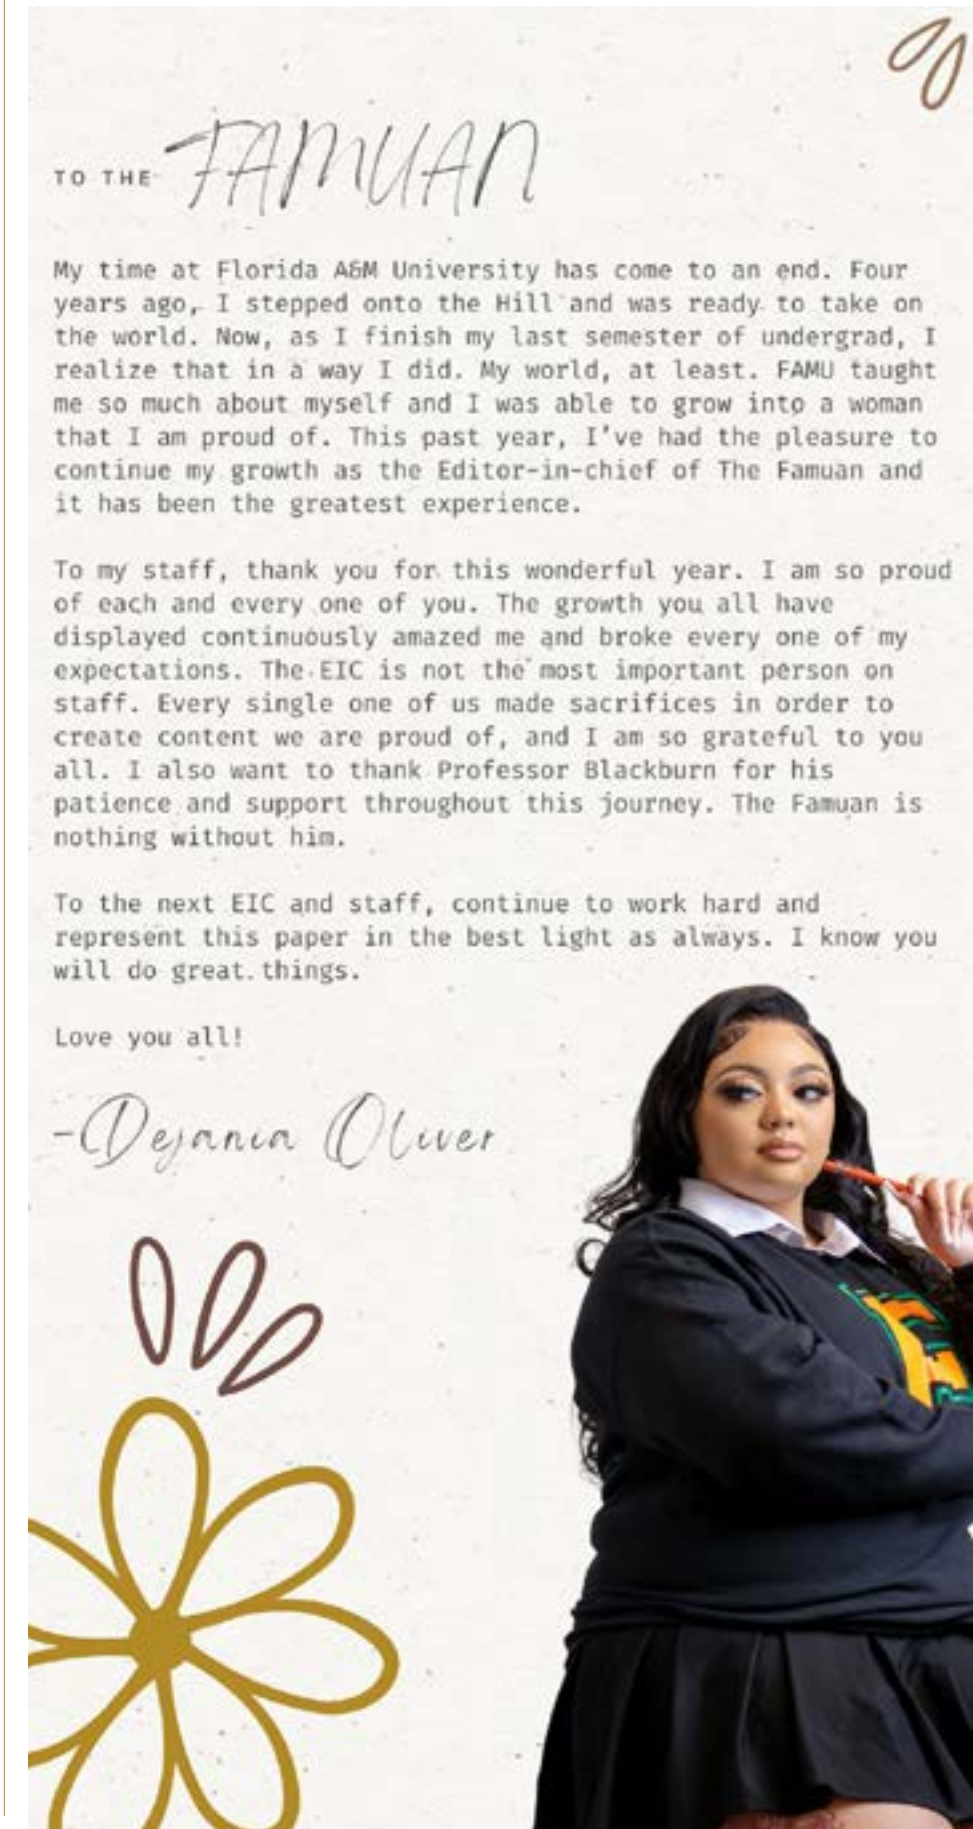 TO THE FAMUAN
My time at Florida A&M University has come to an end. Four
years ago, I stepped onto the Hill and was ready to take on
the world. Now, as I finish my last semester of undergrad, I
realize that in a way I did. My world, at least. FAMU taught
me so much about myself and I was able to grow into a woman
that I am proud of. This past year, I've had the pleasure to
continue my growth as the Editor-in-chief of The Famuan and
it has been the greatest experience.
To my staff, thank you for this wonderful year. I am so proud
of each and every one of you. The growth you all have
displayed continuously amazed me and broke every one of my
expectations. The EIC is not the most important person on
staff. Every single one of us made sacrifices in order to
create content we are proud of, and I am so grateful to you
all. I also want to thank Professor Blackburn for his
patience and support throughout this journey. The Famuan is
nothing without him.
To the next EIC and staff, continue to work hard and
represent this paper in the best light as always. I know you
will do great things.
Love you all!
-Dejania Oliver